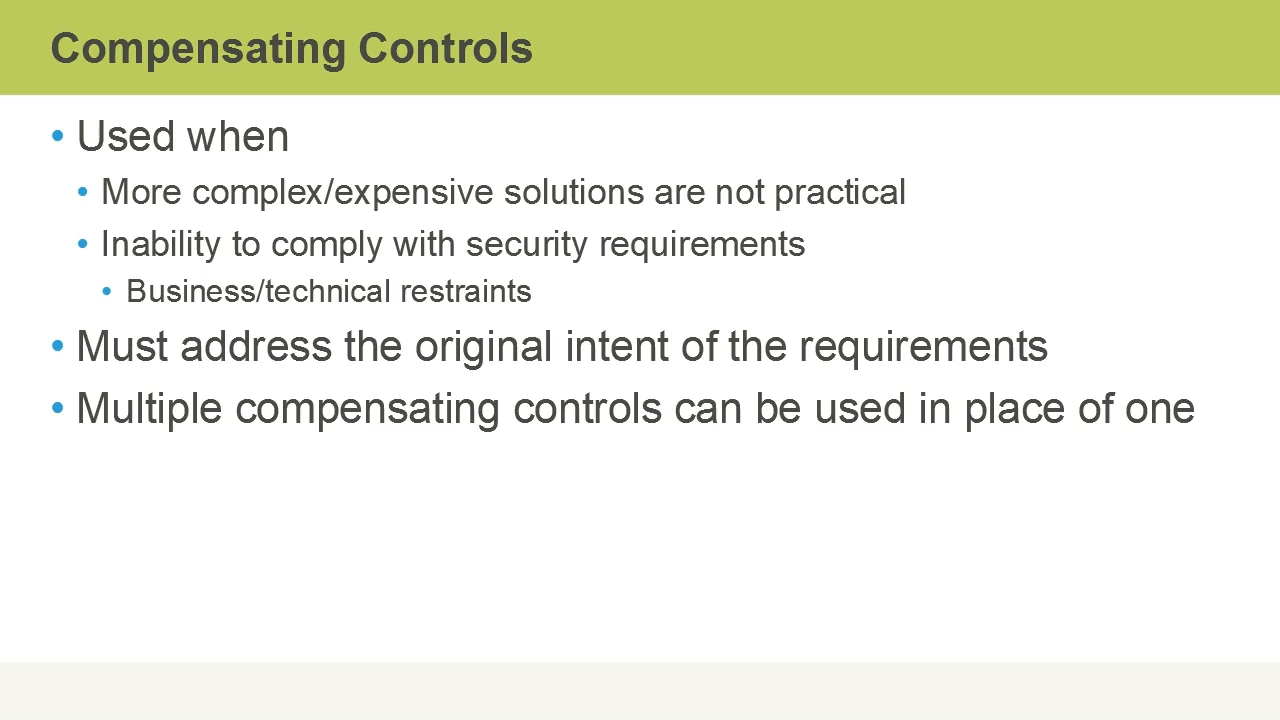 Compensating Controls
• Used when
• More complex/expensive solutions are not practical
• Inability to comply with security requirements
• Business/technical restraints
• Must address the original intent of the requirements
• Multiple compensating controls can be used in place of one